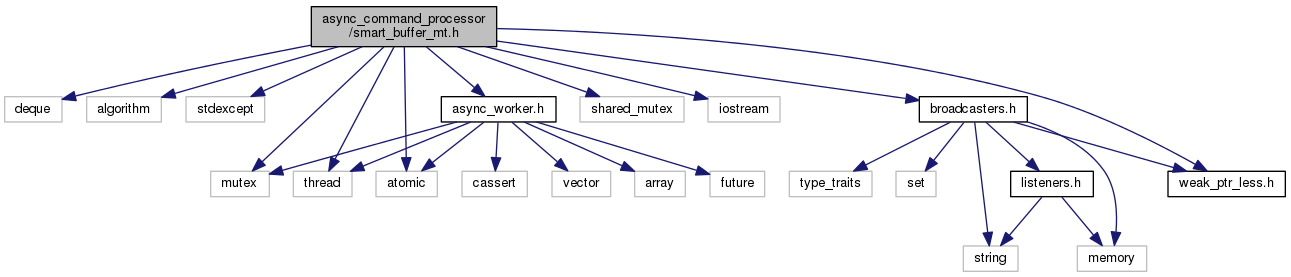 async_command_processor
/smart_buffer_mt.h
deque
algorithm
stdexcept
async_worker.h
shared_mutex
iostream
broadcasters.h
mutex
thread
atomic
cassert
vector
array
future
type_traits
set
listeners.h
weak_ptr_less.h
string
memory